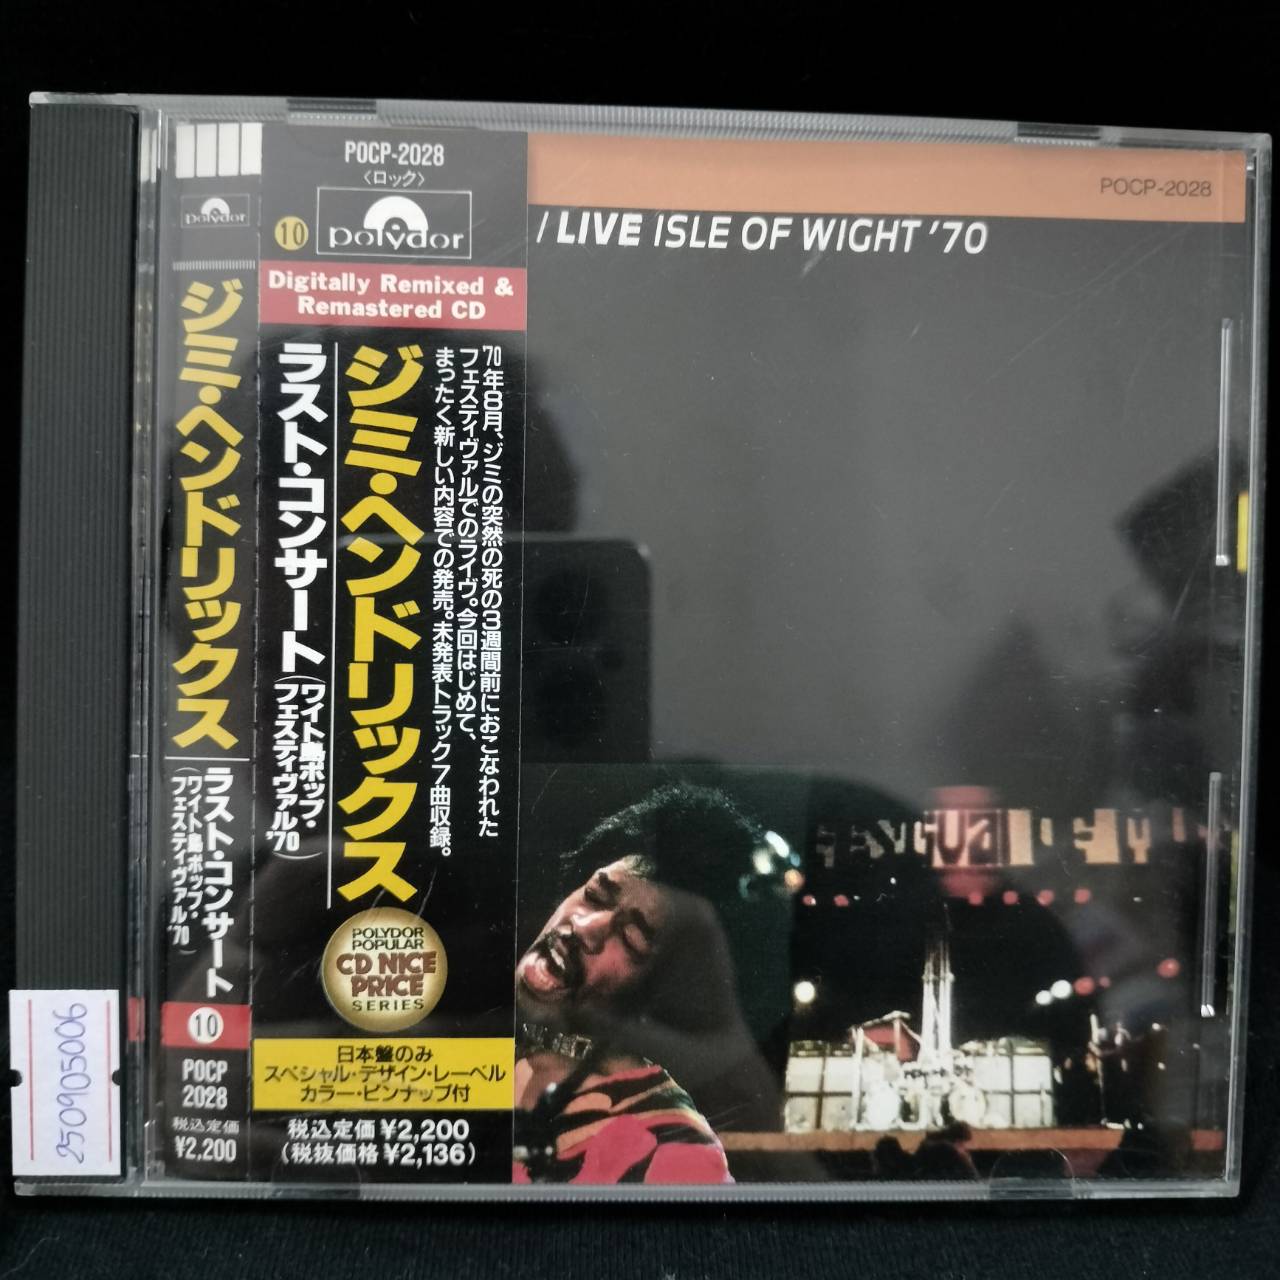 polydor
ジミ・ヘンドリックス
ラスト・コンサート
(ワイト島ポップ・
フェスティヴァル'70)
10
POCP
2028
税込定価
¥2,200
POCP-2028
〈ロック〉
10
polydor
Digitally Remixed &
Remastered CD
'70年8月、ジミの突然の死の3週間前におこなわれた
フェスティヴァルでのライヴ。今回はじめて、
まったく新しい内容での発売。未発表トラック7曲収録。
ジミ・ヘンドリックス
ラスト・コンサート
(ワイト島ポップ・
フェスティヴァル'70)
POLYDOR
POPULAR
CD NICE
PRICE
SERIES
日本盤のみ
スペシャル・デザイン・レーベル
カラー・ピンナップ付
税込定価¥2,200
(税抜価格¥2,136)
POCP-2028
/ LIVE ISLE OF WIGHT '70
250905006